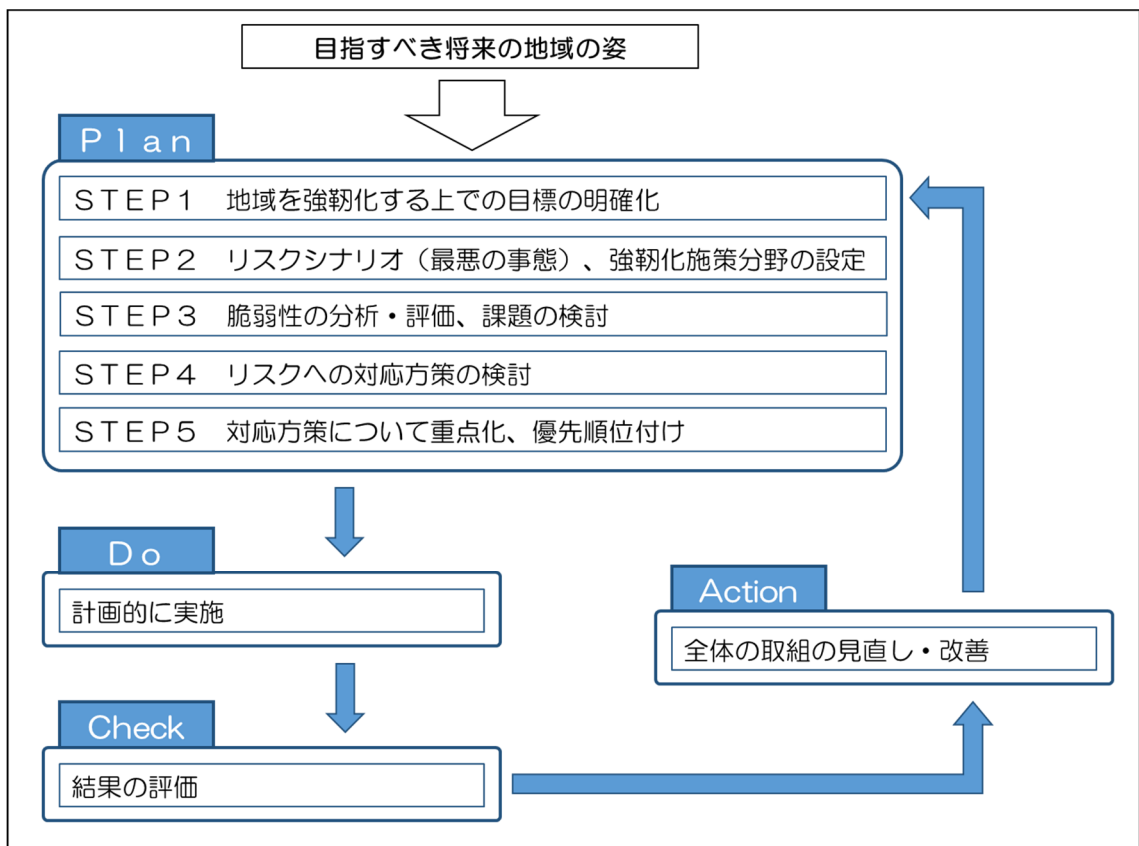 目指すべき将来の地域の姿
Ｐｌａｎ
ＳＴＥＰ１　地域を強靱化する上での目標の明確化
ＳＴＥＰ２　リスクシナリオ（最悪の事態）、強靱化施策分野の設定
ＳＴＥＰ３　脆弱性の分析・評価、課題の検討
ＳＴＥＰ４　リスクへの対応方策の検討
ＳＴＥＰ５　対応方策について重点化、優先順位付け
Ｄｏ
計画的に実施
Check
結果の評価
Action
全体の取組の見直し・改善